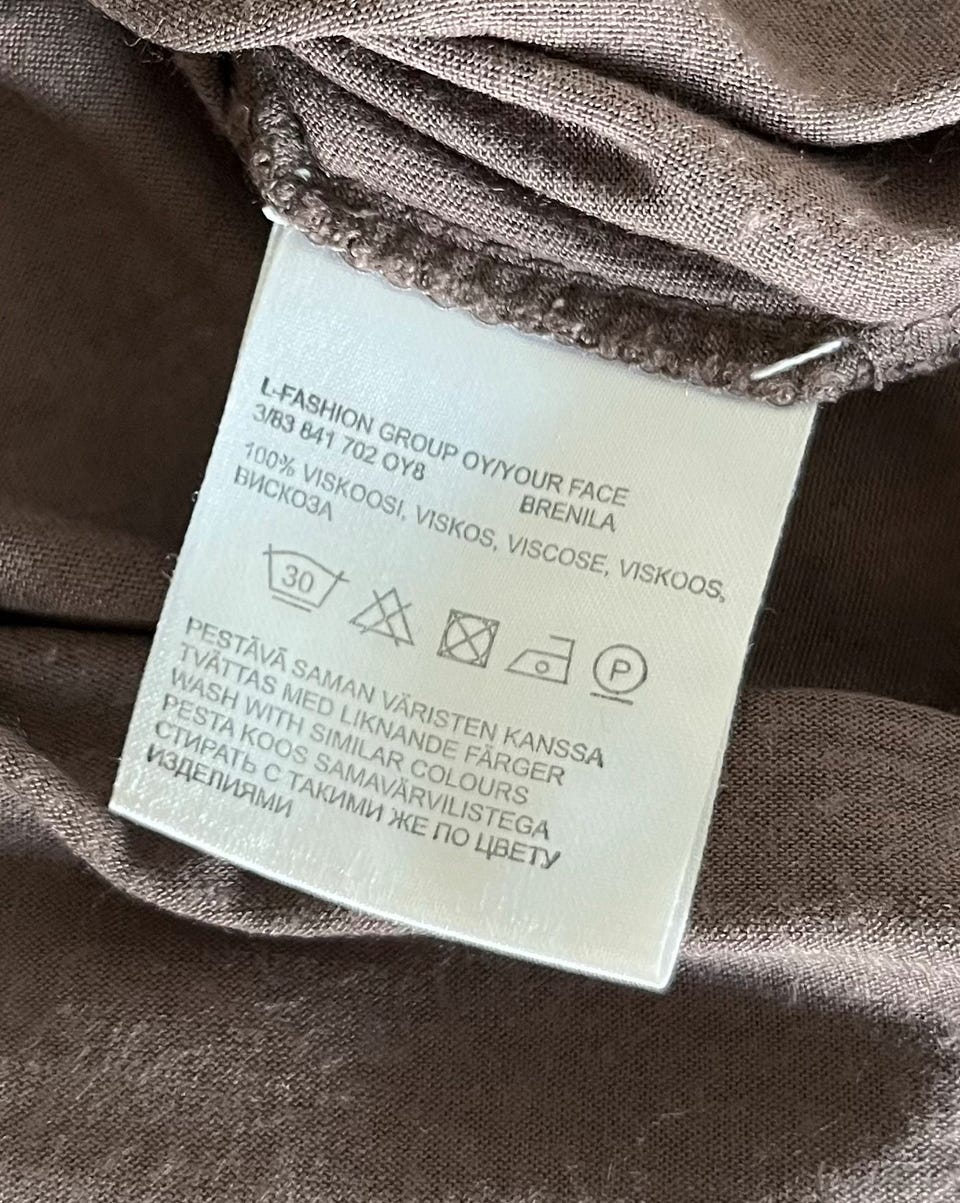 L-FASHION GROUP OY/YOUR FACE
3/83 841 702 OY8 BRENILA
100% VISKOOSI, VISKOS, VISCOSE, VISKOOS,
ВИСКОЗА
30
P
PESTÄVÄ SAMAN VÄRISTEN KANSSA
TVÄTTAS MED LIKNANDE FÄRGER
WASH WITH SIMILAR COLOURS
PESTA KOOS SAMAVÄRVILISTEGA
СТИРАТЬ С ТАКИМИ ЖЕ ПО ЦВЕТУ
ИЗДЕЛИЯМИ